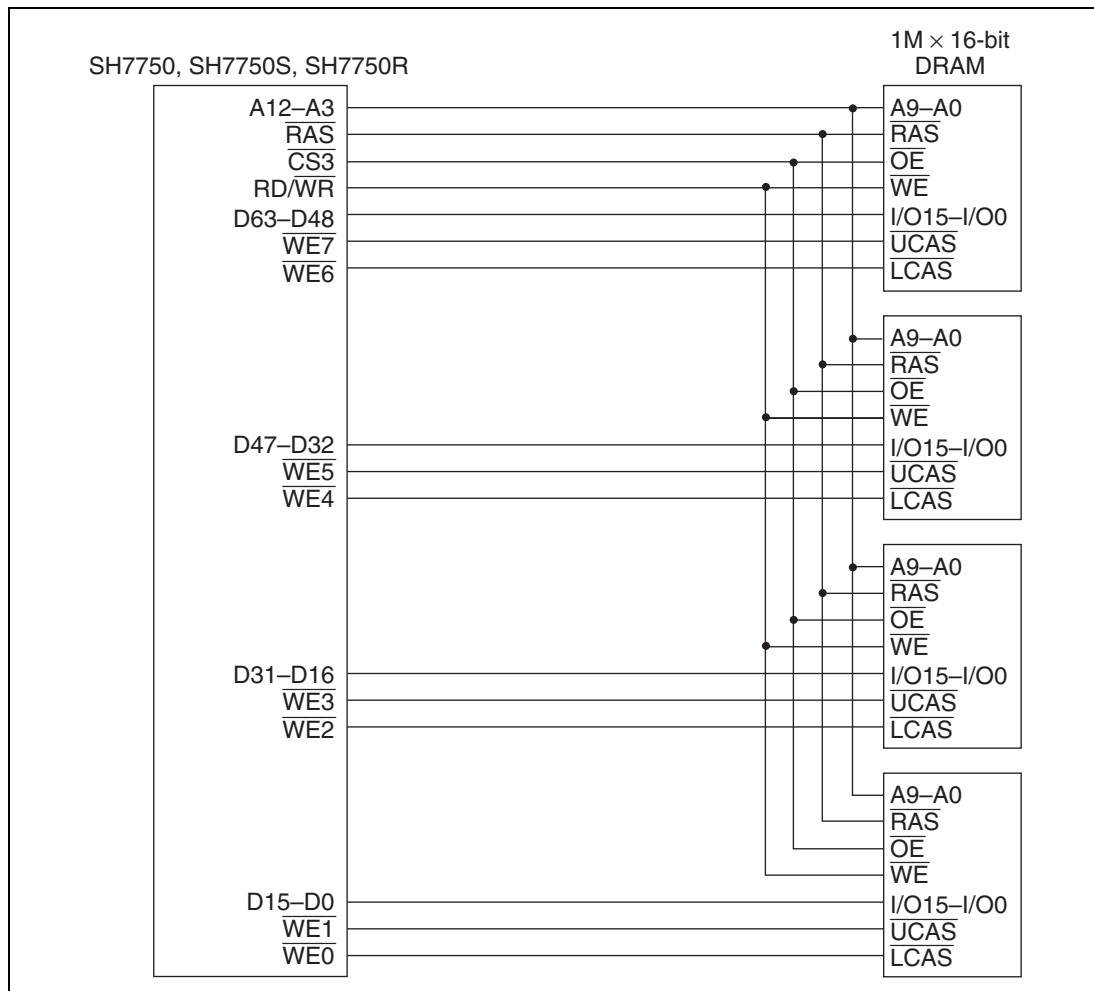 SH7750, SH7750S, SH7750R
1M × 16-bit
DRAM
A12–A3
A9–A0
RAS
RAS
CS3
OE
RD/WR
WE
D63–D48
I/O15–I/O0
WE7
UCAS
WE6
LCAS
A9–A0
RAS
OE
WE
D47–D32
I/O15–I/O0
WE5
UCAS
WE4
LCAS
A9–A0
RAS
OE
WE
D31–D16
I/O15–I/O0
WE3
UCAS
WE2
LCAS
A9–A0
RAS
OE
WE
D15–D0
I/O15–I/O0
WE1
UCAS
WE0
LCAS